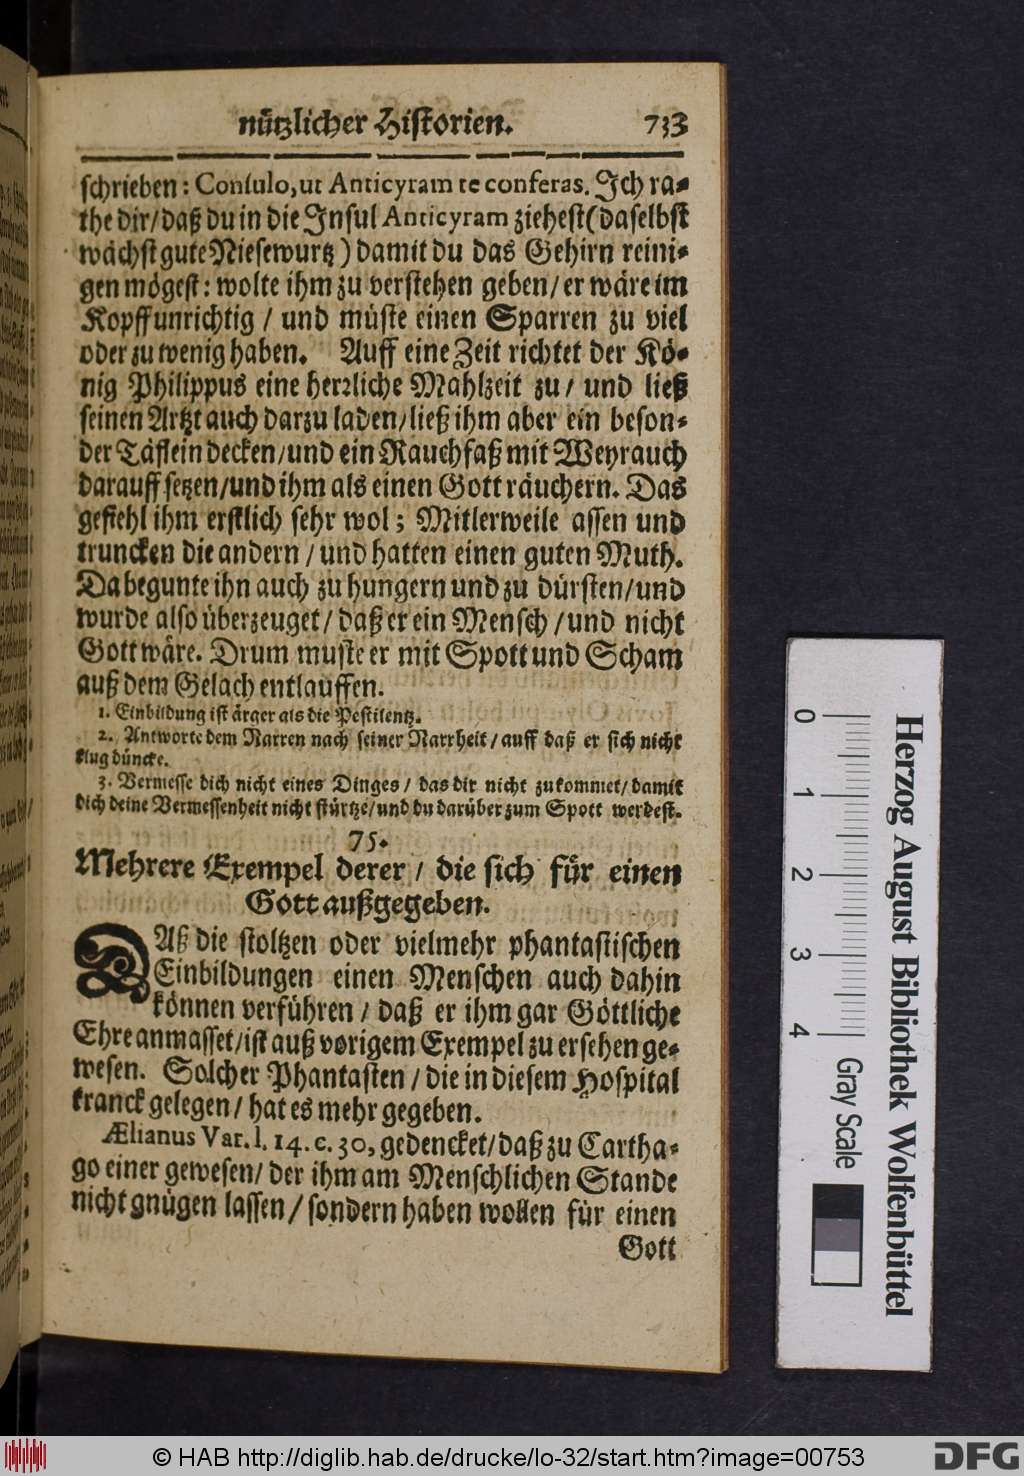 nützlicher Historien. 733
schrieben: Consulo, ut Anticyram te conferas. Ich ra-
the dir/ daß du in die Insul Anticyram ziehest (daselbst
wächst gute Niesewurtz) damit du das Gehirn reini-
gen mögest: wolte ihm zu verstehen geben/ er wäre im
Kopff unrichtig / und müste einen Sparren zu viel
oder zu wenig haben. Auff eine Zeit richtet der Kö-
nig Philippus eine herꝛliche Mahlzeit zu/ und ließ
seinen Artzt auch darzu laden/ ließ ihm aber ein beson-
der Täflein decken/ und ein Rauchfaß mit Weyrauch
darauff setzen/ und ihm als einen Gott räuchern. Das
gefiehl ihm erstlich sehr wol; Mitlerweile assen und
truncken die andern / und hatten einen guten Muth.
Da begunte ihn auch zu hungern und zu dürsten/ und
wurde also überzeuget/ daß er ein Mensch / und nicht
Gott wäre. Drum muste er mit Spott und Scham
auß dem Gelach entlauffen.
1. Einbildung ist ärger als die Pestilentz.
2. Antworte dem Narren nach seiner Narrheit / auff daß er sich nicht
klug düncke.
3. Vermesse dich nicht eines Dinges / das dir nicht zukommet/ damit
dich deine Vermessenheit nicht stürtze/ und du darüber zum Spott werdest.
75.
Mehrere Exempel derer / die sich für einen
Gott außgegeben.
DAß die stoltzen oder vielmehr phantastischen
Einbildungen einen Menschen auch dahin
können verführen / daß er ihm gar Göttliche
Ehre anmasset/ ist auß vorigem Exempel zu ersehen ge-
wesen. Solcher Phantasten / die in diesem Hospital
kranck gelegen/ hat es mehr gegeben.
Ælianus Var. l. 14. c. 30, gedencket/ daß zu Cartha-
go einer gewesen/ der ihm am Menschlichen Stande
nicht gnügen lassen / sondern haben wollen für einen
Gott
0 1 2 3 4 Gray Scale
Herzog August Bibliothek Wolfenbüttel
© HAB http://diglib.hab.de/drucke/lo-32/start.htm?image=00753
DFG